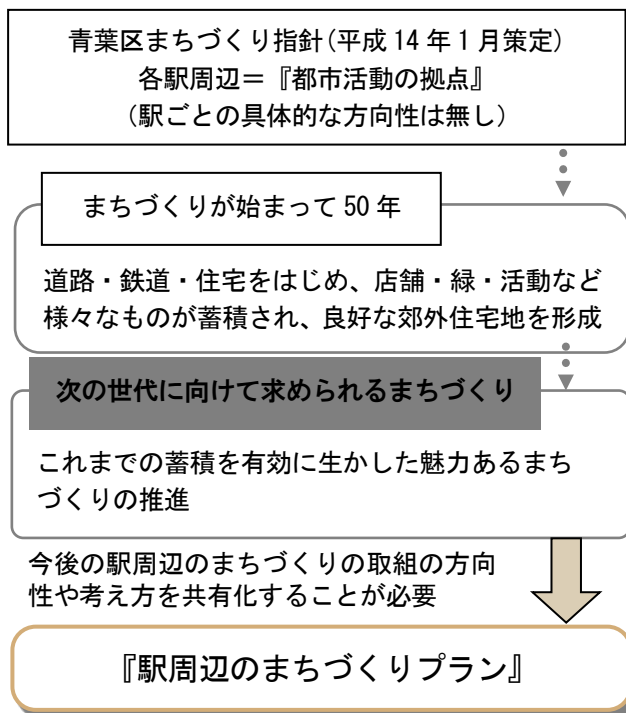 青葉区まちづくり指針(平成14年1月策定)
各駅周辺＝『都市活動の拠点』
(駅ごとの具体的な方向性は無し)
まちづくりが始まって50年
道路・鉄道・住宅をはじめ、店舗・緑・活動など
様々なものが蓄積され、良好な郊外住宅地を形成
次の世代に向けて求められるまちづくり
これまでの蓄積を有効に生かした魅力あるまち
づくりの推進
今後の駅周辺のまちづくりの取組の方向
性や考え方を共有化することが必要
『駅周辺のまちづくりプラン』